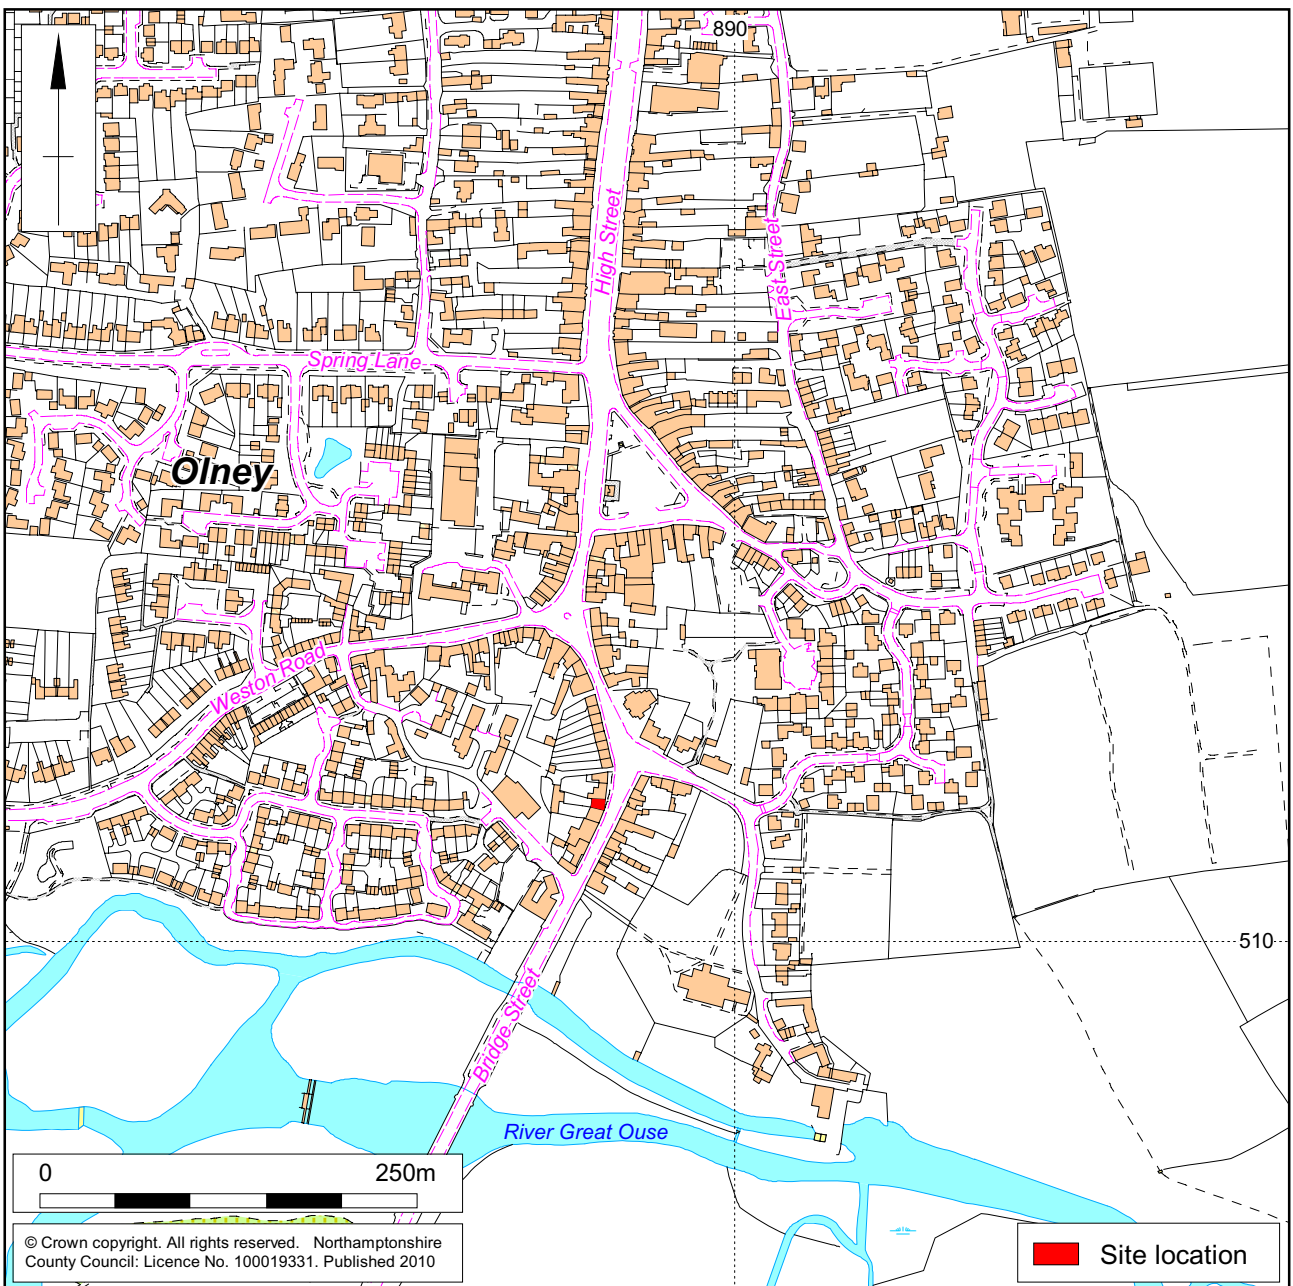 890
High Street
East Street
Spring Lane
Olney
Weston Road
510
Bridge Street
River Great Ouse
0 250m
© Crown copyright. All rights reserved. Northamptonshire
County Council: Licence No. 100019331. Published 2010
Site location